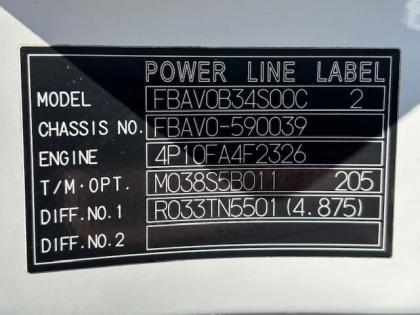 POWER LINE LABEL
MODEL FBAV0B34S00C 2
CHASSIS NO. FBAV0-590039
ENGINE 4P10FA4F2326
T/M·OPT. M038S5B011 205
DIFF.NO.1 R033TN5501(4.875)
DIFF.NO.2